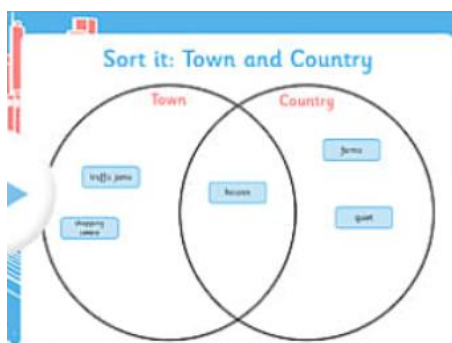 Sort it: Town and Country
Town
Country
farms
traffic jams
houses
quiet
shopping
centre